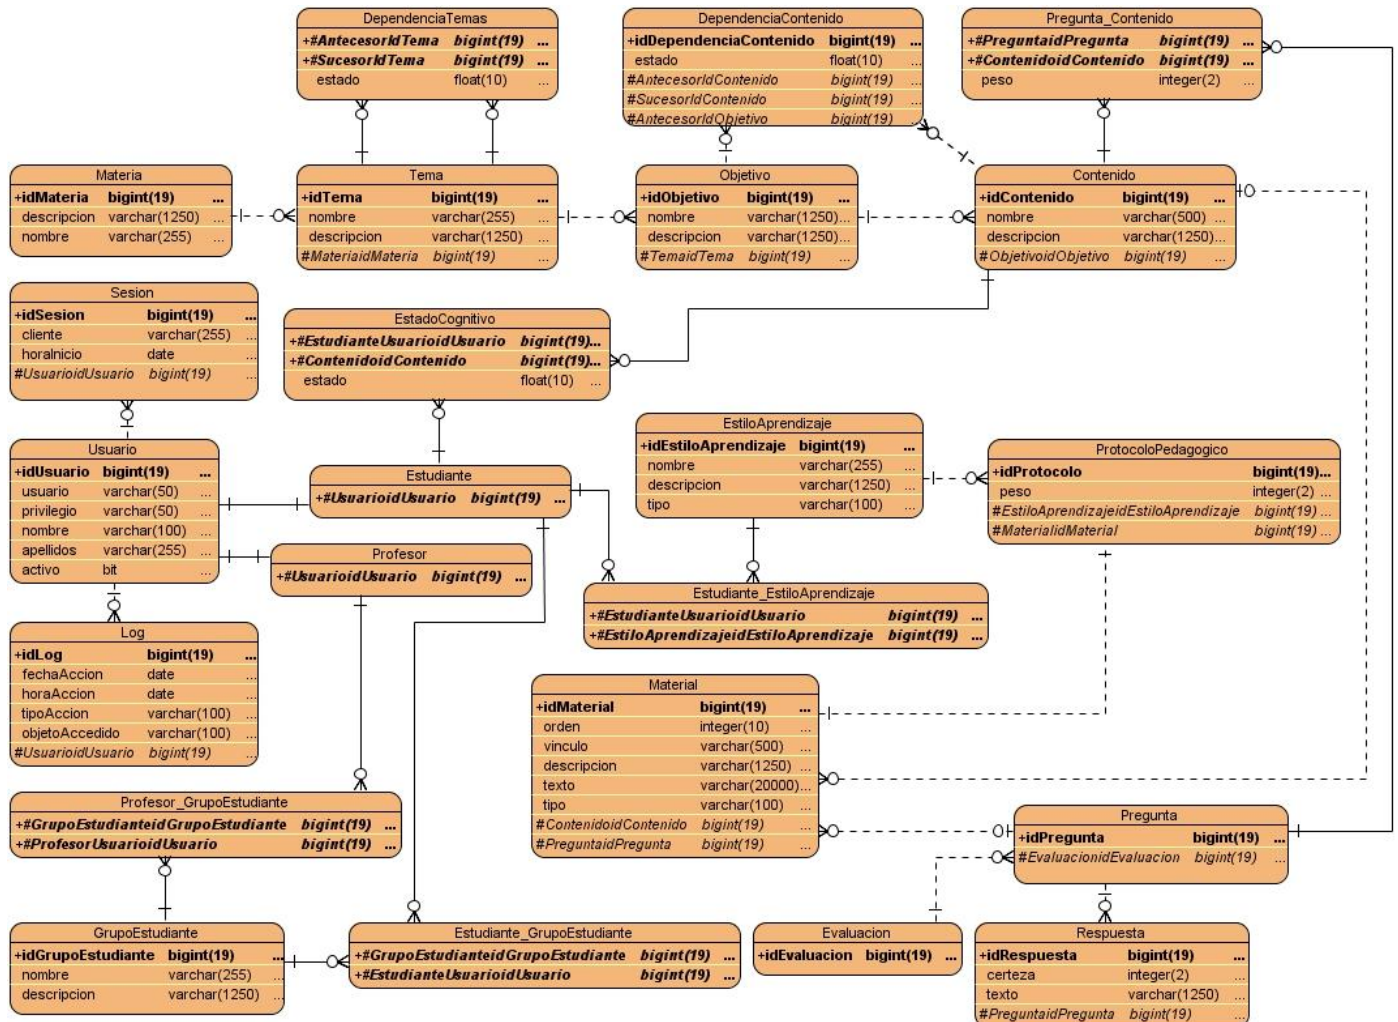 DependenciaTemas
+#AntecesorIdTema bigint(19) ...
+#SucesorIdTema bigint(19) ...
estado float(10) ...
DependenciaContenido
+idDependenciaContenido bigint(19) ...
estado float(10) ...
#AntecesorIdContenido bigint(19) ...
#SucesorIdContenido bigint(19) ...
#AntecesorIdObjetivo bigint(19) ...
Pregunta_Contenido
+#PreguntaidPregunta bigint(19) ...
+#ContenidoidContenido bigint(19) ...
peso integer(2) ...
Materia
+idMateria bigint(19) ...
descripcion varchar(1250) ...
nombre varchar(255) ...
Tema
+idTema bigint(19) ...
nombre varchar(255) ...
descripcion varchar(1250) ...
#MateriaidMateria bigint(19) ...
Objetivo
+idObjetivo bigint(19) ...
nombre varchar(1250)...
descripcion varchar(1250)...
#TemaidTema bigint(19) ...
Contenido
+idContenido bigint(19) ...
nombre varchar(500) ...
descripcion varchar(1250)...
#ObjetivoidObjetivo bigint(19) ...
Sesion
+idSesion bigint(19) ...
cliente varchar(255) ...
horaInicio date ...
#UsuarioidUsuario bigint(19) ...
EstadoCognitivo
+#EstudianteUsuarioidUsuario bigint(19)...
+#ContenidoidContenido bigint(19)...
estado float(10) ...
Usuario
+idUsuario bigint(19) ...
usuario varchar(50) ...
privilegio varchar(50) ...
nombre varchar(100) ...
apellidos varchar(255) ...
activo bit ...
Estudiante
+#UsuarioidUsuario bigint(19) ...
Profesor
+#UsuarioidUsuario bigint(19) ...
EstiloAprendizaje
+idEstiloAprendizaje bigint(19) ...
nombre varchar(255) ...
descripcion varchar(1250) ...
tipo varchar(100) ...
ProtocoloPedagogico
+idProtocolo bigint(19)...
peso integer(2) ...
#EstiloAprendizajeidEstiloAprendizaje bigint(19) ...
#MaterialidMaterial bigint(19) ...
Estudiante_EstiloAprendizaje
+#EstudianteUsuarioidUsuario bigint(19) ...
+#EstiloAprendizajeidEstiloAprendizaje bigint(19) ...
Log
+idLog bigint(19) ...
fechaAccion date ...
horaAccion date ...
tipoAccion varchar(100) ...
objetoAccedido varchar(100) ...
#UsuarioidUsuario bigint(19) ...
Material
+idMaterial bigint(19) ...
orden integer(10) ...
vinculo varchar(500) ...
descripcion varchar(1250) ...
texto varchar(20000)...
tipo varchar(100) ...
#ContenidoidContenido bigint(19) ...
#PreguntaidPregunta bigint(19) ...
Profesor_GrupoEstudiante
+#GrupoEstudianteidGrupoEstudiante bigint(19) ...
+#ProfesorUsuarioidUsuario bigint(19) ...
Pregunta
+idPregunta bigint(19) ...
#EvaluacionidEvaluacion bigint(19) ...
GrupoEstudiante
+idGrupoEstudiante bigint(19) ...
nombre varchar(255) ...
descripcion varchar(1250) ...
Estudiante_GrupoEstudiante
+#GrupoEstudianteidGrupoEstudiante bigint(19) ...
+#EstudianteUsuarioidUsuario bigint(19) ...
Evaluacion
+idEvaluacion bigint(19) ...
Respuesta
+idRespuesta bigint(19) ...
certeza integer(2) ...
texto varchar(1250) ...
#PreguntaidPregunta bigint(19) ...